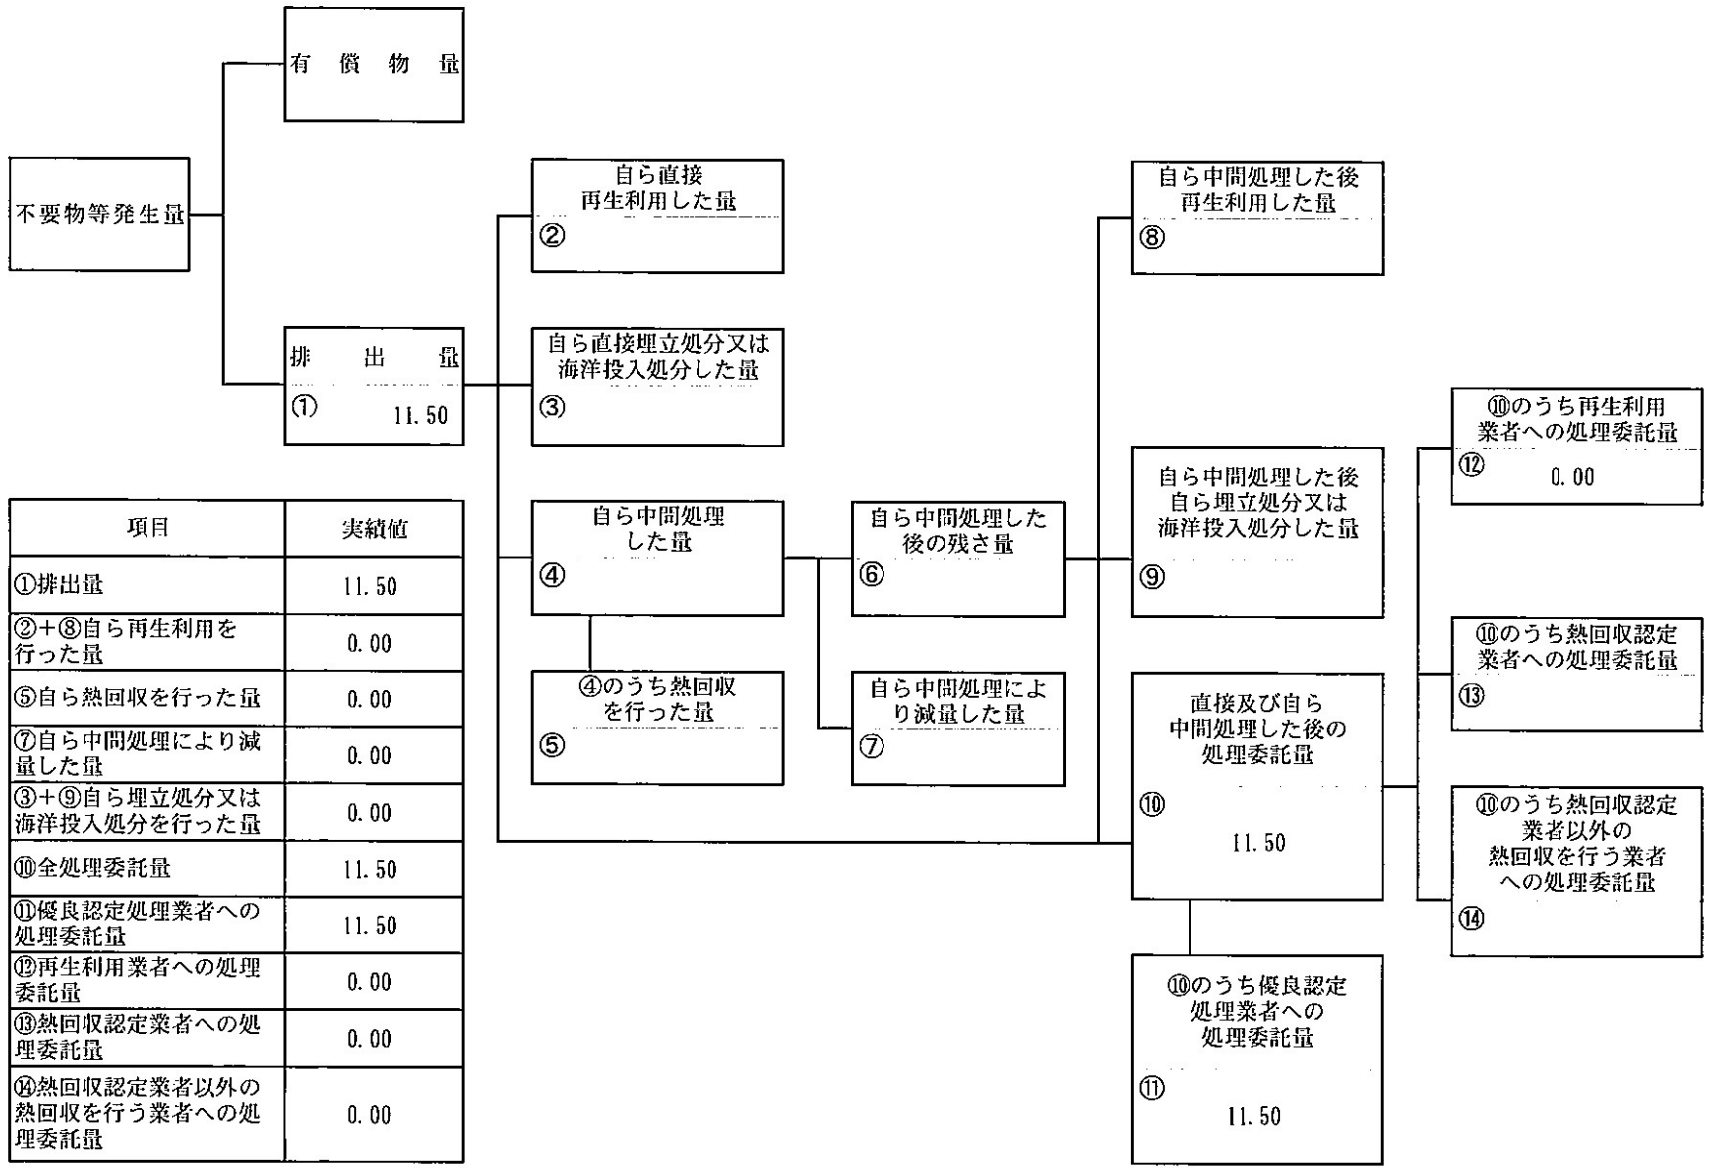 有償物量
不要物等発生量
排出量
① 11.50
自ら直接
再生利用した量
②
自ら直接埋立処分又は
海洋投入処分した量
③
自ら中間処理
した量
④
④のうち熱回収
を行った量
⑤
自ら中間処理した
後の残さ量
⑥
自ら中間処理によ
り減量した量
⑦
自ら中間処理した後
再生利用した量
⑧
自ら中間処理した後
自ら埋立処分又は
海洋投入処分した量
⑨
直接及び自ら
中間処理した後の
処理委託量
⑩
11.50
⑩のうち優良認定
処理業者への
処理委託量
⑪
11.50
⑩のうち再生利用
業者への処理委託量
⑫
0.00
⑩のうち熱回収認定
業者への処理委託量
⑬
⑩のうち熱回収認定
業者以外の
熱回収を行う業者
への処理委託量
⑭
項目 実績値
①排出量 11.50
②+⑧自ら再生利用を
行った量 0.00
⑤自ら熱回収を行った量 0.00
⑦自ら中間処理により減
量した量 0.00
③+⑨自ら埋立処分又は
海洋投入処分を行った量 0.00
⑩全処理委託量 11.50
⑪優良認定処理業者への
処理委託量 11.50
⑫再生利用業者への処理
委託量 0.00
⑬熱回収認定業者への処
理委託量 0.00
⑭熱回収認定業者以外の
熱回収を行う業者への処
理委託量 0.00